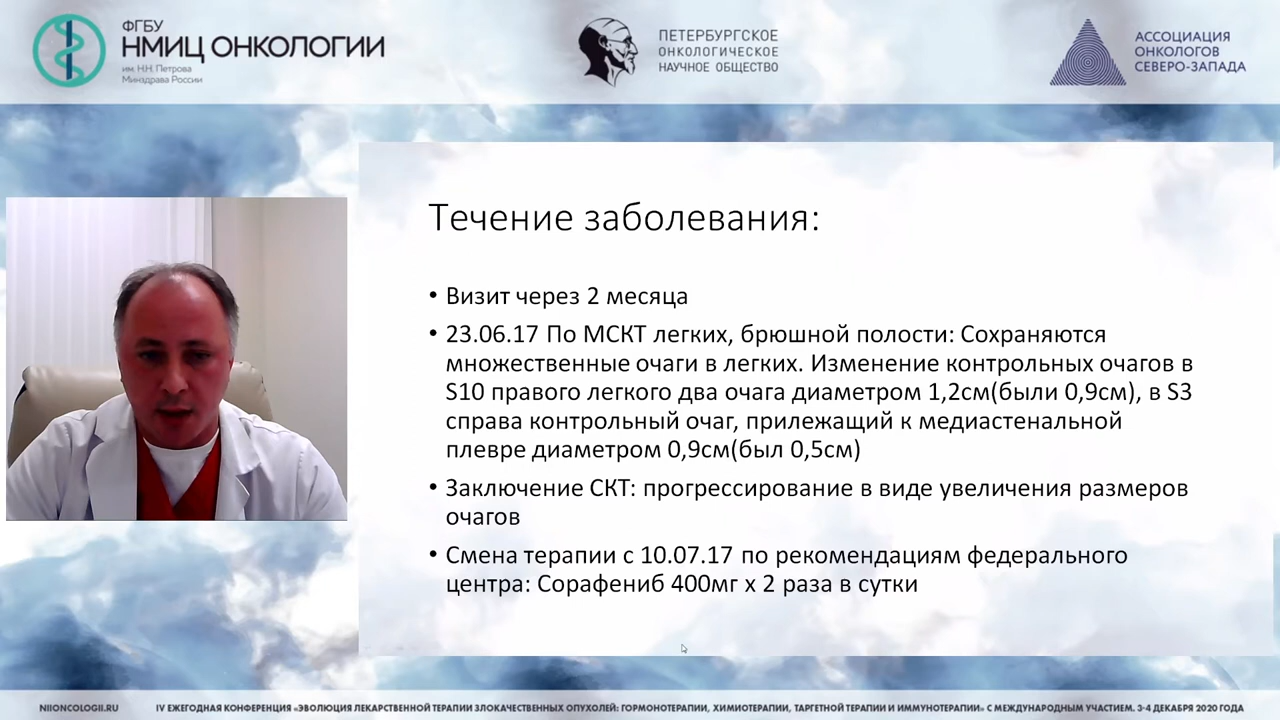 ФГБУ
НМИЦ ОНКОЛОГИИ
им. Н.Н. Петрова
Минздрава России
ПЕТЕРБУРГСКОЕ
ОНКОЛОГИЧЕСКОЕ
НАУЧНОЕ ОБЩЕСТВО
АССОЦИАЦИЯ
ОНКОЛОГОВ
СЕВЕРО-ЗАПАДА
Течение заболевания:
• Визит через 2 месяца
• 23.06.17 По МСКТ легких, брюшной полости: Сохраняются
множественные очаги в легких. Изменение контрольных очагов в
S10 правого легкого два очага диаметром 1,2см(были 0,9см), в S3
справа контрольный очаг, прилежащий к медиастенальной
плевре диаметром 0,9см(был 0,5см)
• Заключение СКТ: прогрессирование в виде увеличения размеров
очагов
• Смена терапии с 10.07.17 по рекомендациям федерального
центра: Сорафениб 400мг х 2 раза в сутки
NIIONCOLOGII.RU
IV ЕЖЕГОДНАЯ КОНФЕРЕНЦИЯ «ЭВОЛЮЦИЯ ЛЕКАРСТВЕННОЙ ТЕРАПИИ ЗЛОКАЧЕСТВЕННЫХ ОПУХОЛЕЙ: ГОРМОНОТЕРАПИИ, ХИМИОТЕРАПИИ, ТАРГЕТНОЙ ТЕРАПИИ И ИММУНОТЕРАПИИ» С МЕЖДУНАРОДНЫМ УЧАСТИЕМ. 3-4 ДЕКАБРЯ 2020 ГОДА